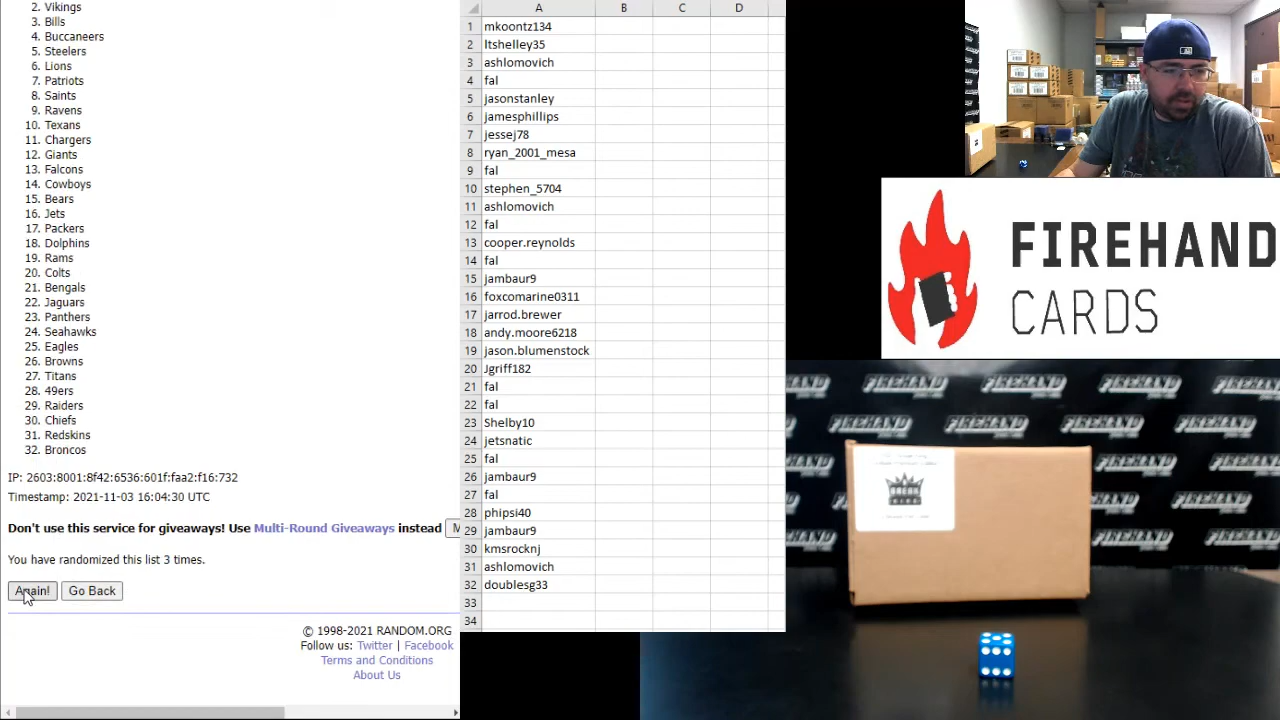 2. Vikings
3. Bills
4. Buccaneers
5. Steelers
6. Lions
7. Patriots
8. Saints
9. Ravens
10. Texans
11. Chargers
12. Giants
13. Falcons
14. Cowboys
15. Bears
16. Jets
17. Packers
18. Dolphins
19. Rams
20. Colts
21. Bengals
22. Jaguars
23. Panthers
24. Seahawks
25. Eagles
26. Browns
27. Titans
28. 49ers
29. Raiders
30. Chiefs
31. Redskins
32. Broncos
IP: 2603:8001:8f42:6536:601f:faa2:f16:732
Timestamp: 2021-11-03 16:04:30 UTC
Don't use this service for giveaways! Use Multi-Round Giveaways instead
You have randomized this list 3 times.
Again! Go Back
© 1998-2021 RANDOM.ORG
Follow us: Twitter | Facebook
Terms and Conditions
About Us
A B C D
1 mkoontz134
2 ltshelley35
3 ashlomovich
4 fal
5 jasonstanley
6 jamesphillips
7 jessej78
8 ryan_2001_mesa
9 fal
10 stephen_5704
11 ashlomovich
12 fal
13 cooper.reynolds
14 fal
15 jambaur9
16 foxcomarine0311
17 jarrod.brewer
18 andy.moore6218
19 jason.blumenstock
20 Jgriff182
21 fal
22 fal
23 Shelby10
24 jetsnatic
25 fal
26 jambaur9
27 fal
28 phipsi40
29 jambaur9
30 kmsrocknj
31 ashlomovich
32 doublesg33
33
34
FIREHAND
CARDS
FIREHAND FIREHAND FIREHAND FIREHAND
BREAK
KING